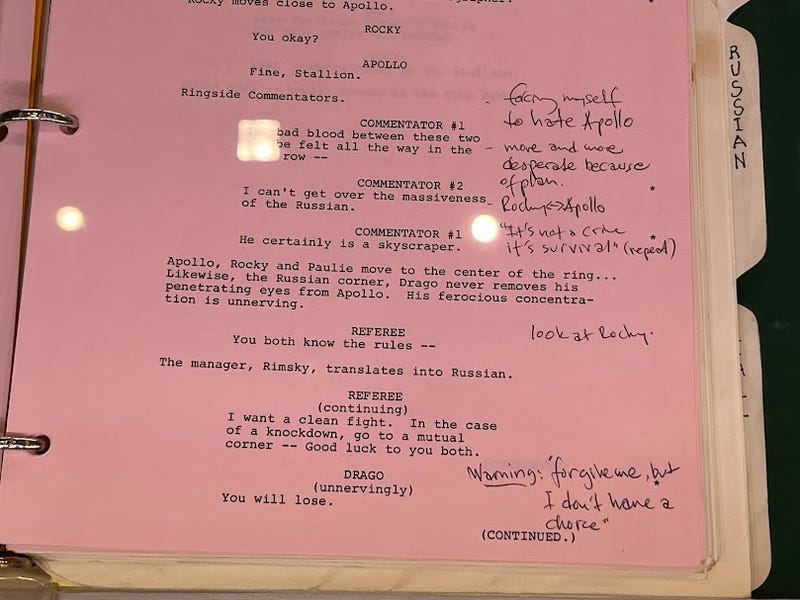 Rocky moves close to Apollo.
ROCKY
You okay?
APOLLO
Fine, Stallion.
Ringside Commentators.
COMMENTATOR #1
bad blood between these two
be felt all the way in the
row --
COMMENTATOR #2
I can't get over the massiveness
of the Russian.
COMMENTATOR #1
He certainly is a skyscraper.
Apollo, Rocky and Paulie move to the center of the ring...
Likewise, the Russian corner, Drago never removes his
penetrating eyes from Apollo. His ferocious concentra-
tion is unnerving.
REFEREE
You both know the rules --
The manager, Rimsky, translates into Russian.
REFEREE
(continuing)
I want a clean fight. In the case
of a knockdown, go to a mutual
corner -- Good luck to you both.
DRAGO
(unnervingly)
You will lose.
(CONTINUED.)
- forcing myself
to hate Apollo
- more and more
desperate because
of plan.
- Rocky <-> Apollo
"It's not a crime
it's survival" (repeat)
look at Rocky.
Warning: "forgive me, but
I don't have a
choice"
RUSSIAN